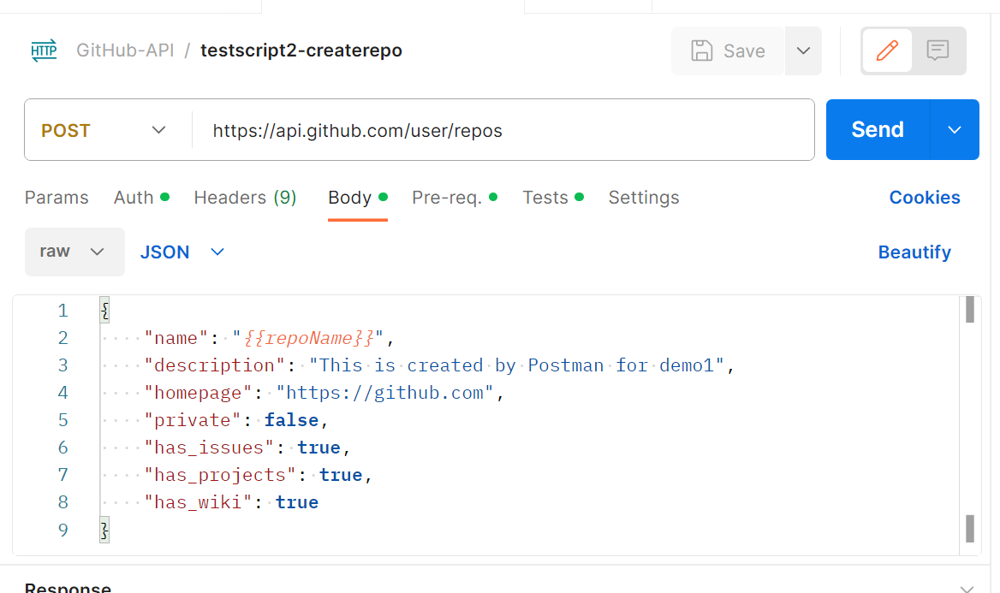 HTTP GitHub-API / testscript2-createrepo Save
POST https://api.github.com/user/repos Send
Params Auth Headers (9) Body Pre-req. Tests Settings Cookies
raw JSON Beautify
1 {
2 "name": "{{repoName}}",
3 "description": "This is created by Postman for demo1",
4 "homepage": "https://github.com",
5 "private": false,
6 "has_issues": true,
7 "has_projects": true,
8 "has_wiki": true
9 }
Response